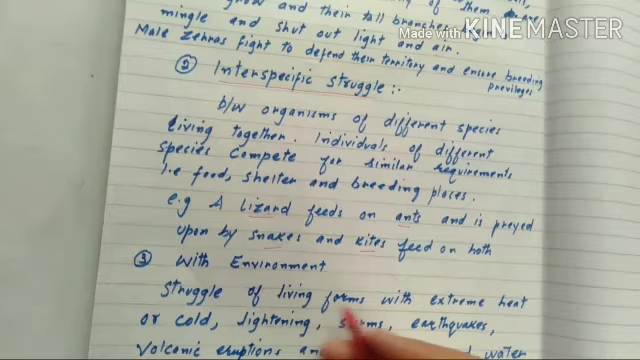 grow and their tall branches
mingle and shut out light and air.
Made with KINEMASTER
Male zebras fight to defend their territory and ensure breeding
previleges
② Interspecific Struggle :-
b/w organisms of different species
living together. Individuals of different
species compete for similar requirements
i.e food, shelter and breeding places.
e.g A lizard feeds on ants and is preyed
upon by snakes and kites feed on both
③ With Environment
Struggle of living forms with extreme heat
or cold, lightening, storms, earthquakes,
Volcanic eruptions an water